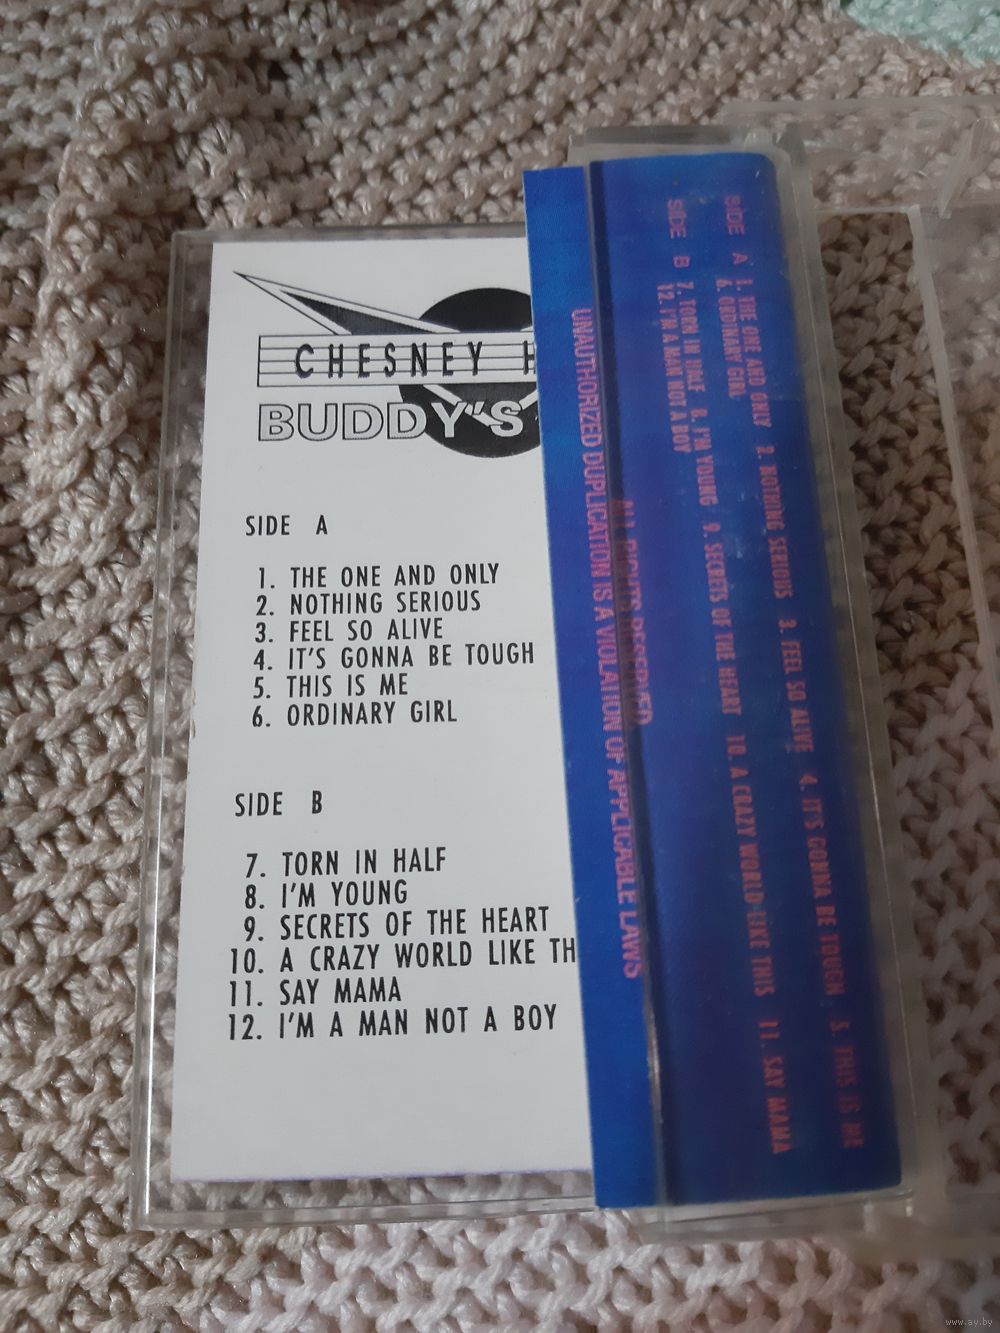 CHESNEY H
BUDDY"S
SIDE A
1. THE ONE AND ONLY
2. NOTHING SERIOUS
3. FEEL SO ALIVE
4. IT'S GONNA BE TOUGH
5. THIS IS ME
6. ORDINARY GIRL
SIDE B
7. TORN IN HALF
8. I'M YOUNG
9. SECRETS OF THE HEART
10. A CRAZY WORLD LIKE TH
11. SAY MAMA
12. I'M A MAN NOT A BOY
SIDE A 1. THE ONE AND ONLY 2. NOTHING SERIOUS 3. FEEL SO ALIVE 4. IT'S GONNA BE TOUGH 5. THIS IS ME
6. ORDINARY GIRL
SIDE B 7. TORN IN HALF 8. I'M YOUNG 9. SECRETS OF THE HEART 10. A CRAZY WORLD LIKE THIS 11. SAY MAMA
12. I'M A MAN NOT A BOY
ALL RIGHTS RESERVED
UNAUTHORIZED DUPLICATION IS A VIOLATION OF APPLICABLE LAWS
www.ay.by